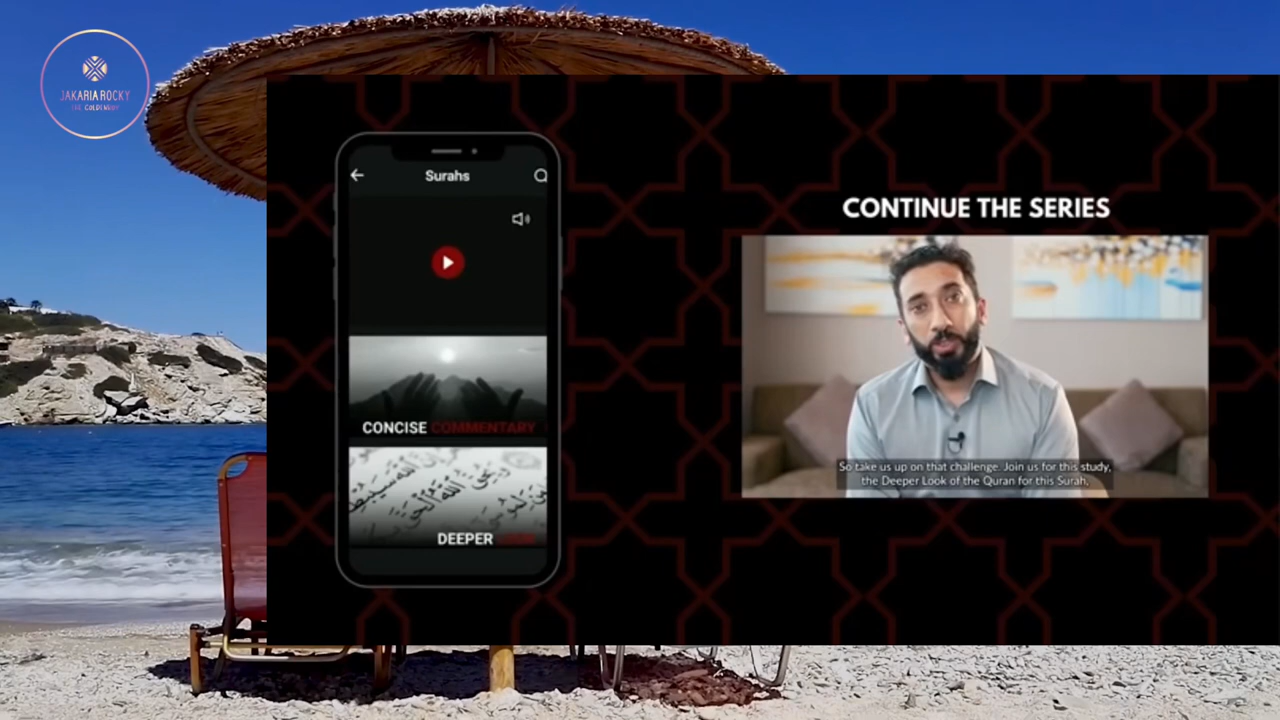 JAKARIA ROCKY
Surahs
CONCISE COMMENTARY
DEEPER
CONTINUE THE SERIES
So take us up on that challenge. Join us for this study,
the Deeper Look of the Quran for this Surah,